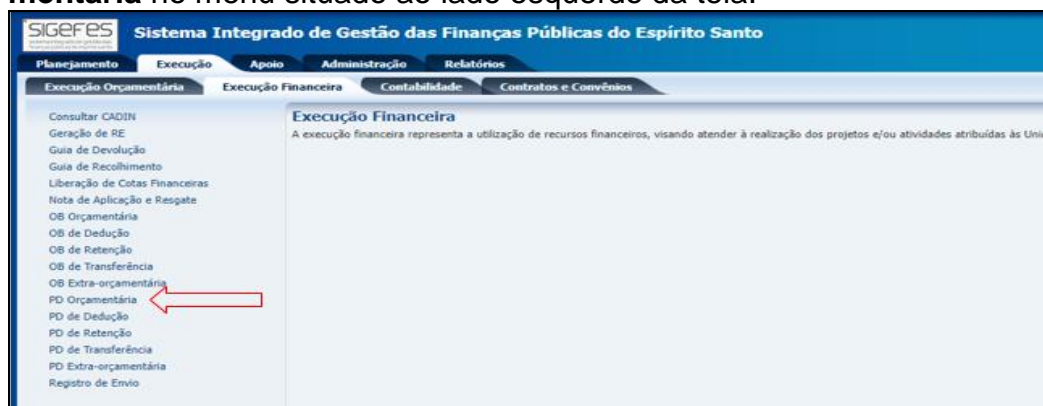 mentária no menu situado ao lado esquerdo da tela.
SIGEFES Sistema Integrado de Gestão das Finanças Públicas do Espírito Santo
Planejamento Execução Apoio Administração Relatórios
Execução Orçamentária Execução Financeira Contabilidade Contratos e Convênios
Consultar CADIN
Geração de RE
Guia de Devolução
Guia de Recolhimento
Liberação de Cotas Financeiras
Nota de Aplicação e Resgate
OB Orçamentária
OB de Dedução
OB de Retenção
OB de Transferência
OB Extra-orçamentária
PD Orçamentária
PD de Dedução
PD de Retenção
PD de Transferência
PD Extra-orçamentária
Registro de Envio
Execução Financeira
A execução financeira representa a utilização de recursos financeiros, visando atender à realização dos projetos e/ou atividades atribuídas às Uni